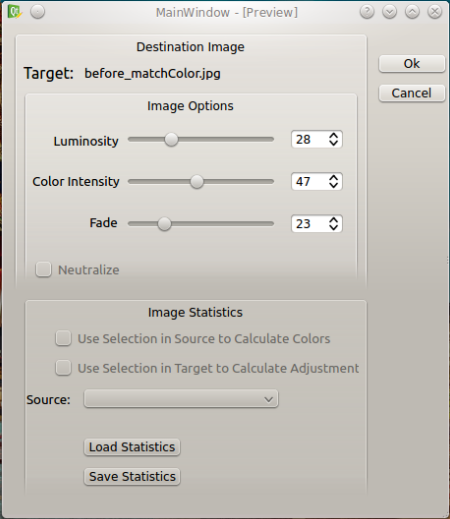 MainWindow - [Preview]
Destination Image
Target: before_matchColor.jpg
Ok
Cancel
Image Options
Luminosity 28
Color Intensity 47
Fade 23
Neutralize
Image Statistics
Use Selection in Source to Calculate Colors
Use Selection in Target to Calculate Adjustment
Source:
Load Statistics
Save Statistics